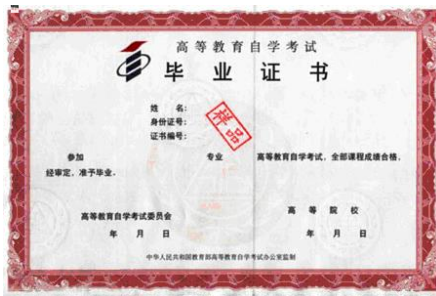 高等教育自学考试
毕业证书
姓 名：
身份证号：
证书编号：
样品
参加 专业 高等教育自学考试，全部课程成绩合格，
经审定，准予毕业。
高等教育自学考试委员会 高 等 院 校
年 月 日 年 月 日
中华人民共和国教育部高等教育自学考试办公室监制